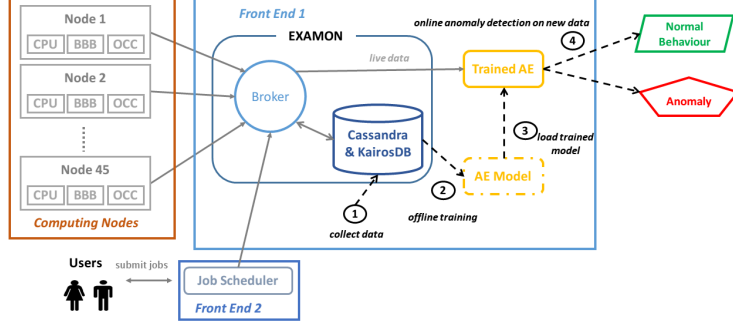 Node 1
CPU BBB OCC
Node 2
CPU BBB OCC
Node 45
CPU BBB OCC
Computing Nodes
Front End 1
EXAMON
Broker
live data
Cassandra
& KairosDB
1
collect data
2
offline training
AE Model
3
load trained
model
Trained AE
online anomaly detection on new data
4
Normal
Behaviour
Anomaly
Users
submit jobs
Job Scheduler
Front End 2